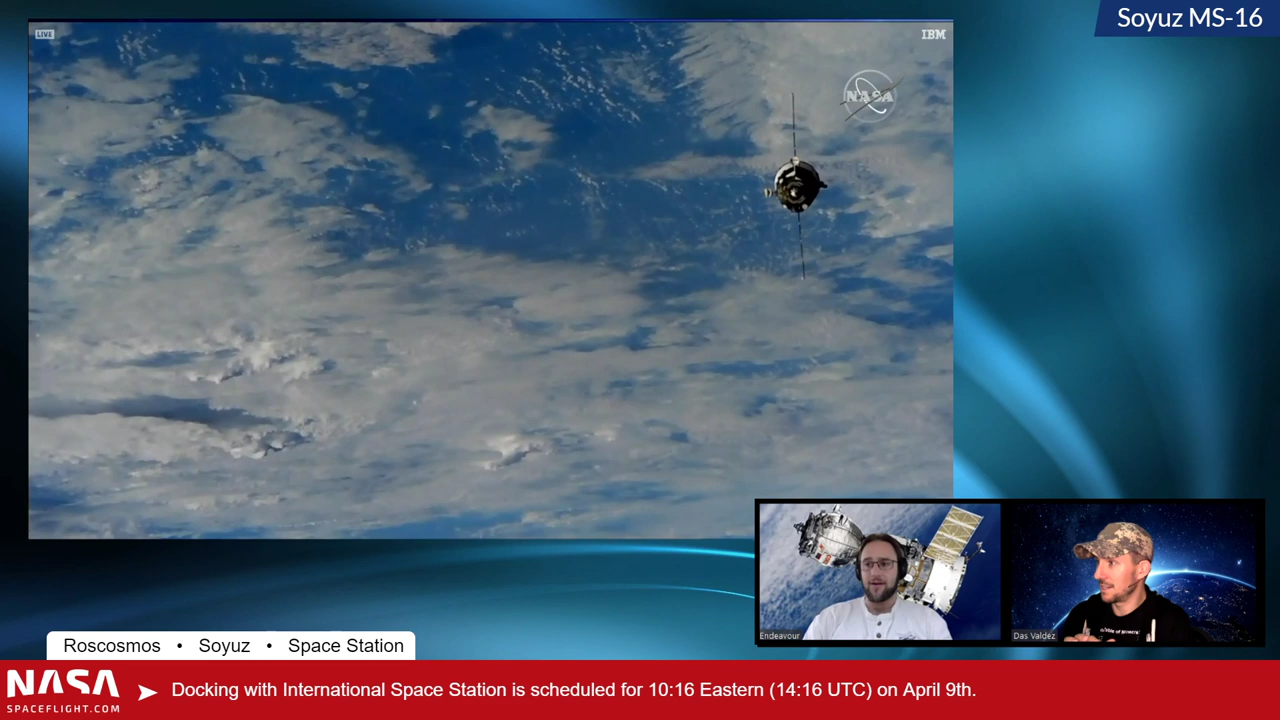 Soyuz MS-16
LIVE
IBM
NASA
Endeavour
Das Valdez
Roscosmos • Soyuz • Space Station
NASA
SPACEFLIGHT.COM
Docking with International Space Station is scheduled for 10:16 Eastern (14:16 UTC) on April 9th.